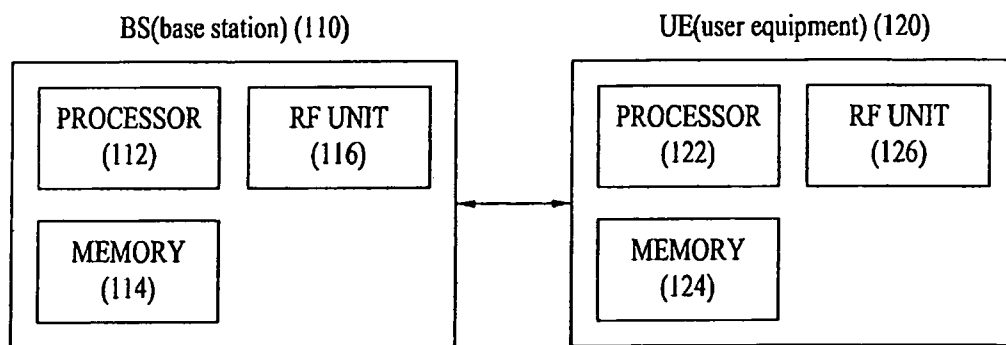 BS(base station) (110)
PROCESSOR
(112)
RF UNIT
(116)
MEMORY
(114)
UE(user equipment) (120)
PROCESSOR
(122)
RF UNIT
(126)
MEMORY
(124)